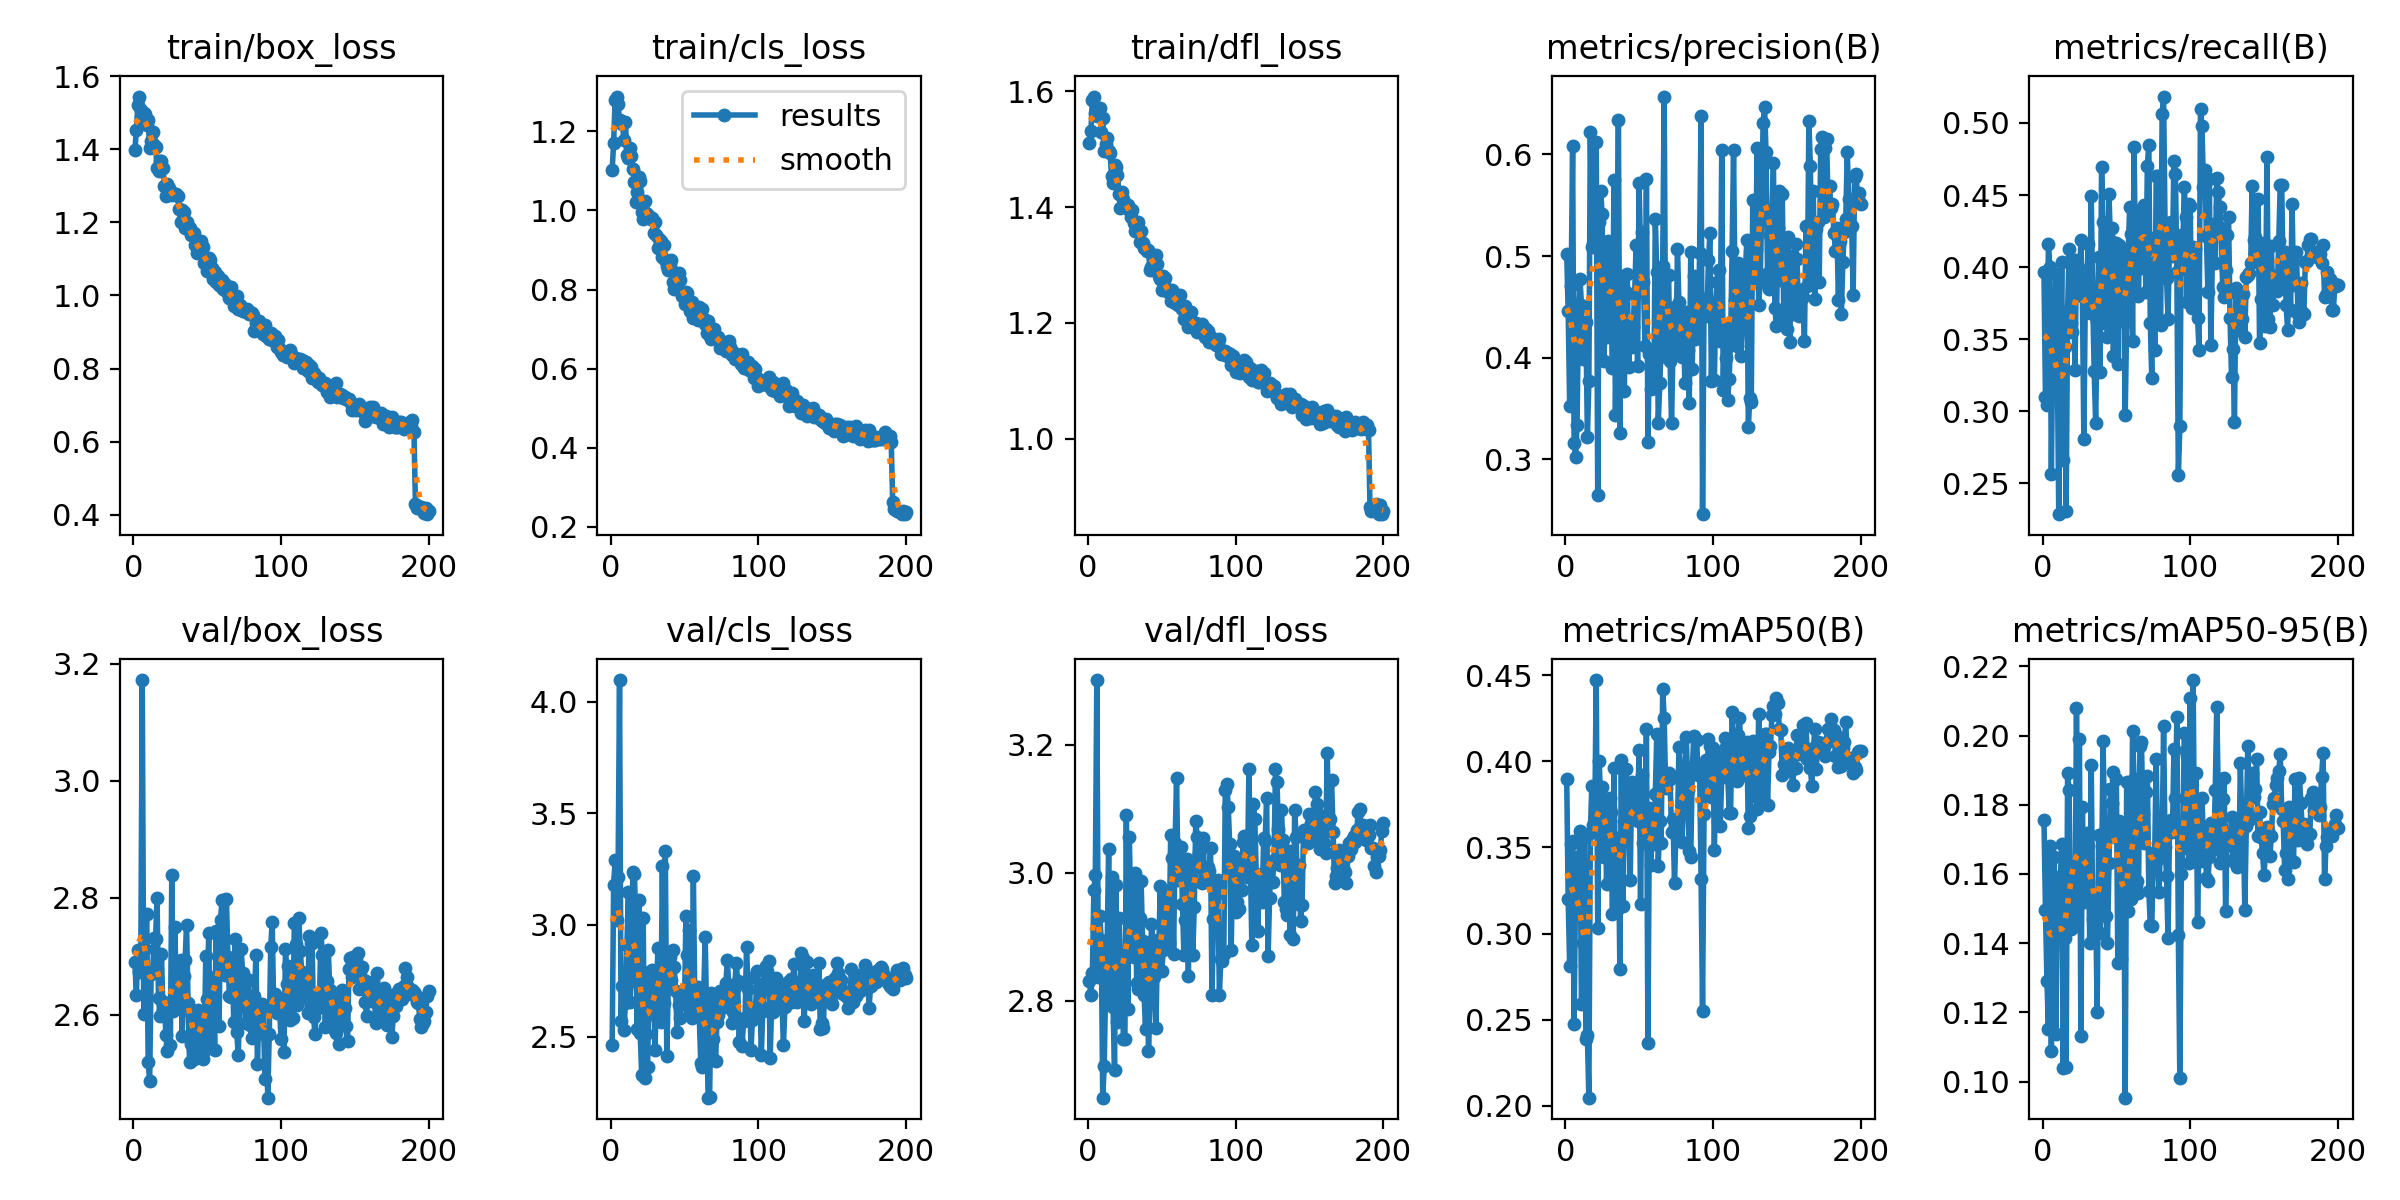 train/box_loss
1.6
1.4
1.2
1.0
0.8
0.6
0.4
0 100 200
train/cls_loss
results
smooth
1.2
1.0
0.8
0.6
0.4
0.2
0 100 200
train/dfl_loss
1.6
1.4
1.2
1.0
0 100 200
metrics/precision(B)
0.6
0.5
0.4
0.3
0 100 200
metrics/recall(B)
0.50
0.45
0.40
0.35
0.30
0.25
0 100 200
val/box_loss
3.2
3.0
2.8
2.6
0 100 200
val/cls_loss
4.0
3.5
3.0
2.5
0 100 200
val/dfl_loss
3.2
3.0
2.8
0 100 200
metrics/mAP50(B)
0.45
0.40
0.35
0.30
0.25
0.20
0 100 200
metrics/mAP50-95(B)
0.22
0.20
0.18
0.16
0.14
0.12
0.10
0 100 200